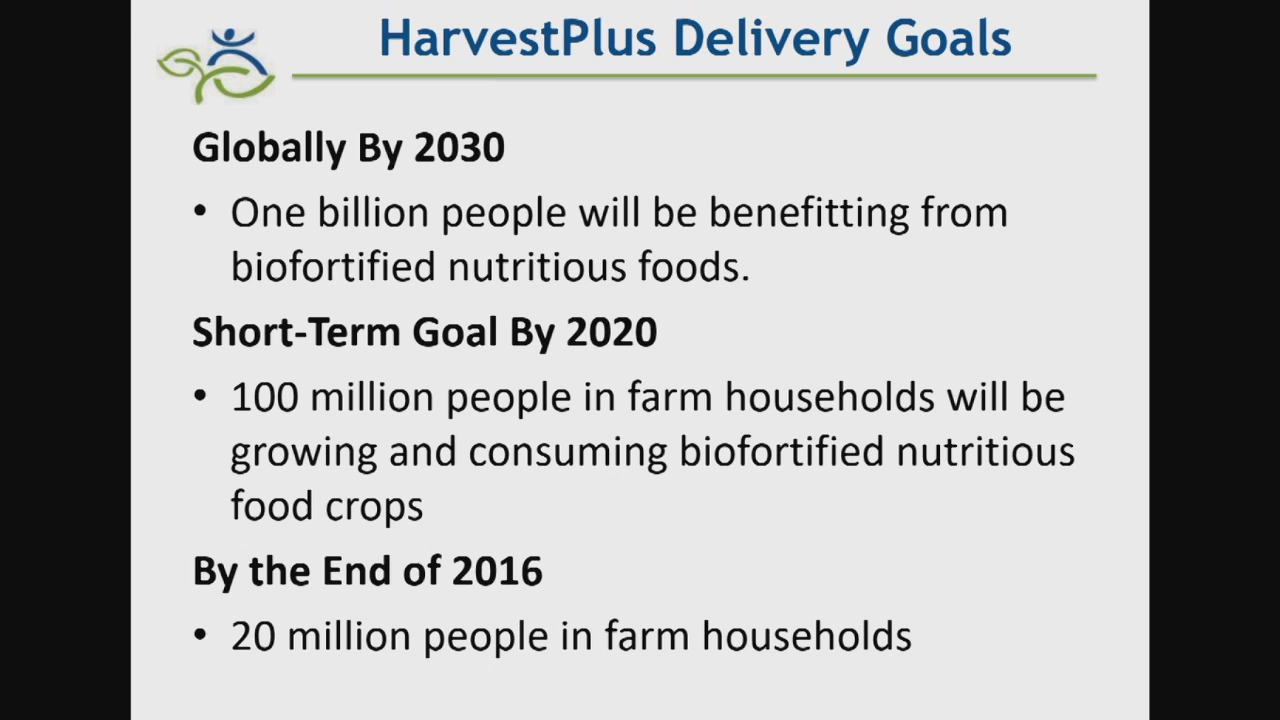 HarvestPlus Delivery Goals
Globally By 2030
• One billion people will be benefitting from
biofortified nutritious foods.
Short-Term Goal By 2020
• 100 million people in farm households will be
growing and consuming biofortified nutritious
food crops
By the End of 2016
• 20 million people in farm households